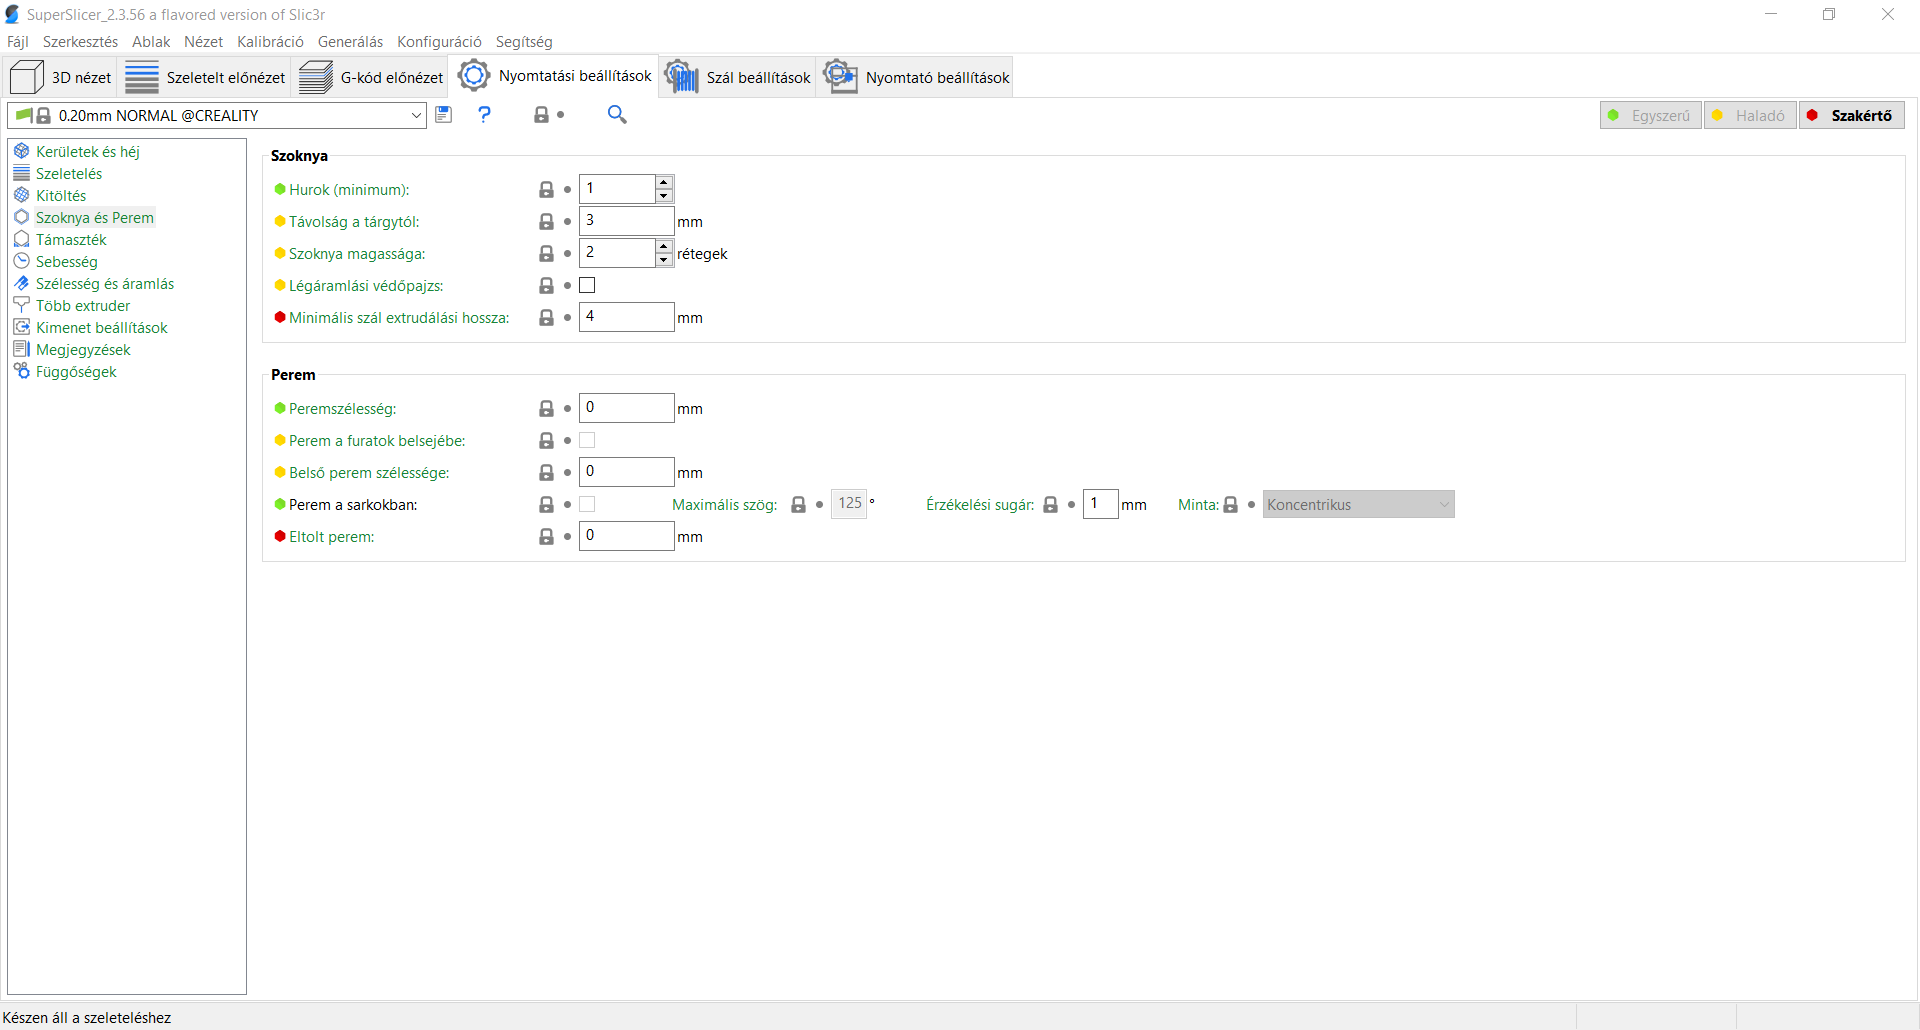 SuperSlicer_2.3.56 a flavored version of Slic3r
Fájl Szerkesztés Ablak Nézet Kalibráció Generálás Konfiguráció Segítség
3D nézet Szeletelt előnézet G-kód előnézet Nyomtatási beállítások Szál beállítások Nyomtató beállítások
0.20mm NORMAL @CREALITY ? Egyszerű Haladó Szakértő
Kerületek és héj
Szeletelés
Kitöltés
Szoknya és Perem
Támaszték
Sebesség
Szélesség és áramlás
Több extruder
Kimenet beállítások
Megjegyzések
Függőségek
Szoknya
Hurok (minimum): 1
Távolság a tárgytól: 3 mm
Szoknya magassága: 2 rétegek
Légáramlási védőpajzs:
Minimális szál extrudálási hossza: 4 mm
Perem
Peremszélesség: 0 mm
Perem a furatok belsejébe:
Belső perem szélessége: 0 mm
Perem a sarkokban: Maximális szög: 125 ° Érzékelési sugár: 1 mm Minta: Koncentrikus
Eltolt perem: 0 mm
Készen áll a szeleteléshez